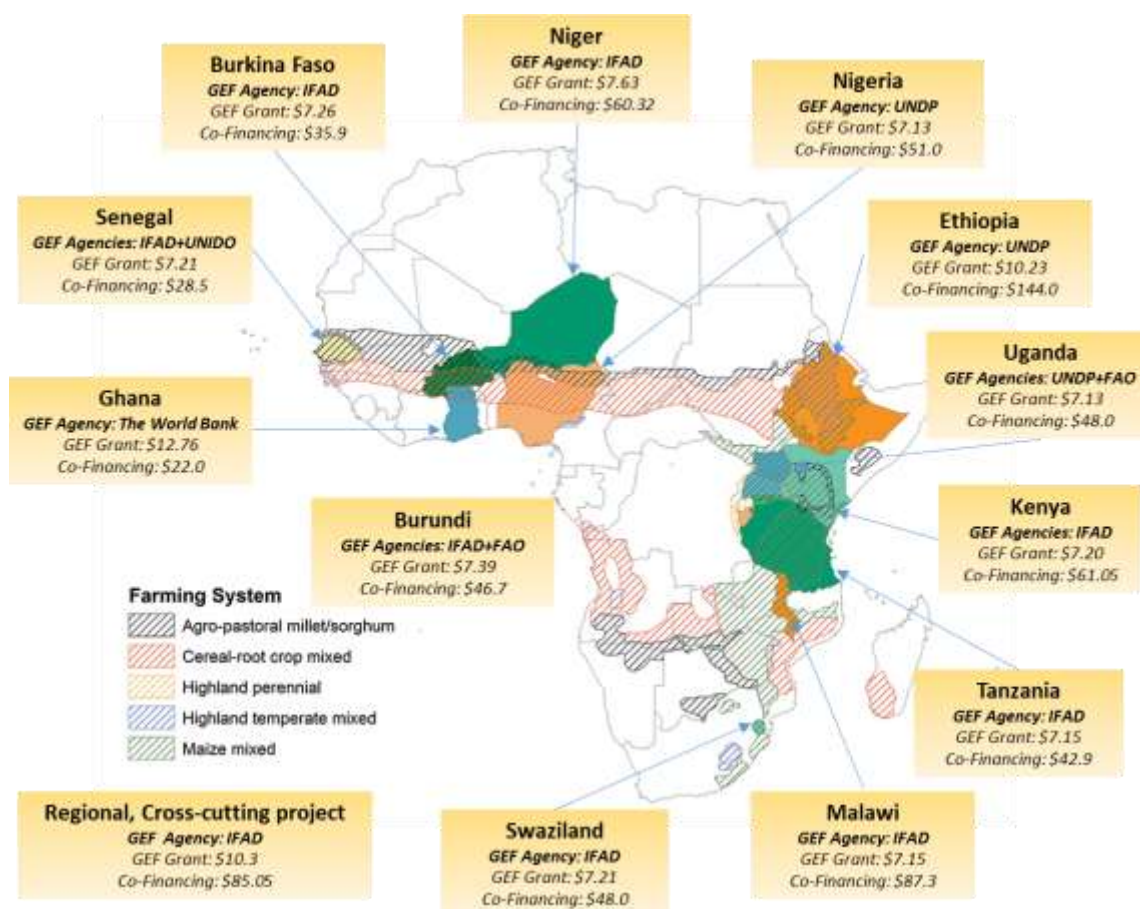 Niger
GEF Agency: IFAD
GEF Grant: $7.63
Co-Financing: $60.32
Burkina Faso
GEF Agency: IFAD
GEF Grant: $7.26
Co-Financing: $35.9
Nigeria
GEF Agency: UNDP
GEF Grant: $7.13
Co-Financing: $51.0
Senegal
GEF Agencies: IFAD+UNIDO
GEF Grant: $7.21
Co-Financing: $28.5
Ethiopia
GEF Agency: UNDP
GEF Grant: $10.23
Co-Financing: $144.0
Uganda
GEF Agencies: UNDP+FAO
GEF Grant: $7.13
Co-Financing: $48.0
Ghana
GEF Agency: The World Bank
GEF Grant: $12.76
Co-Financing: $22.0
Kenya
GEF Agencies: IFAD
GEF Grant: $7.20
Co-Financing: $61.05
Burundi
GEF Agencies: IFAD+FAO
GEF Grant: $7.39
Co-Financing: $46.7
Farming System
Agro-pastoral millet/sorghum
Cereal-root crop mixed
Highland perennial
Highland temperate mixed
Maize mixed
Tanzania
GEF Agency: IFAD
GEF Grant: $7.15
Co-Financing: $42.9
Regional, Cross-cutting project
GEF Agency: IFAD
GEF Grant: $10.3
Co-Financing: $85.05
Swaziland
GEF Agency: IFAD
GEF Grant: $7.21
Co-Financing: $48.0
Malawi
GEF Agency: IFAD
GEF Grant: $7.15
Co-Financing: $87.3